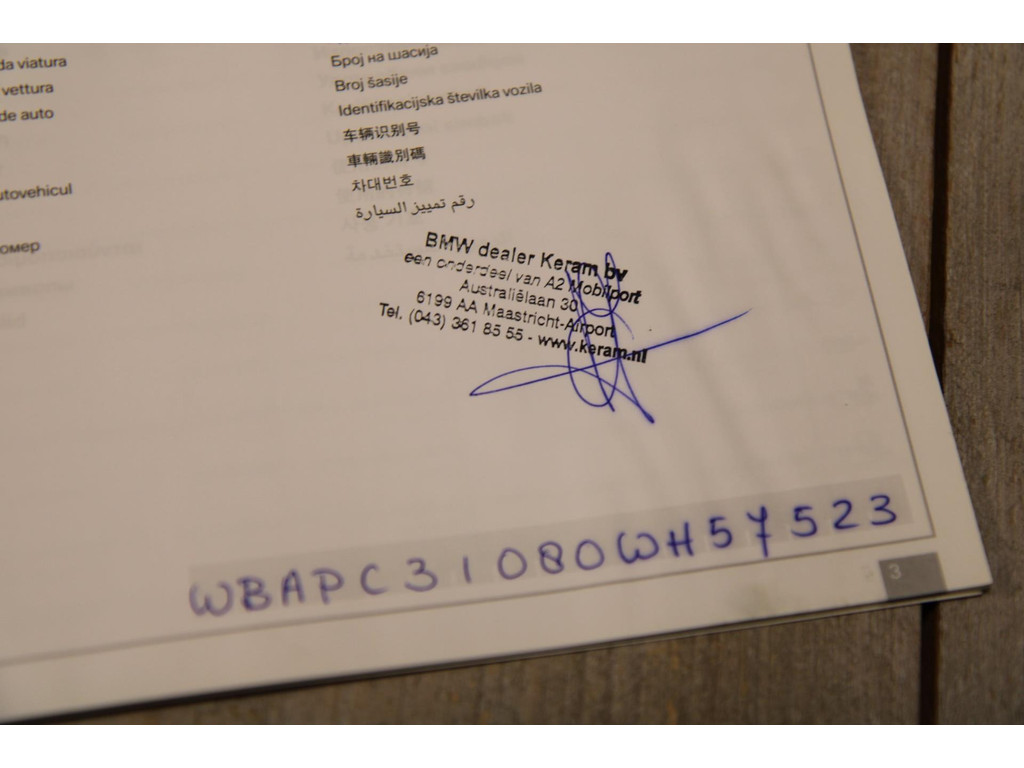 da viatura
vettura
de auto
utovehicul
омер
Број на шасија
Broj šasije
Identifikacijska številka vozila
车辆识别号
車輛識別碼
차대번호
رقم تمييز السيارة
BMW dealer Keram bv
een onderdeel van A2 Mobilport
Australiëlaan 30
6199 AA Maastricht-Airport
Tel. (043) 361 85 55 - www.keram.nl
WBAPC31080WH57523
3